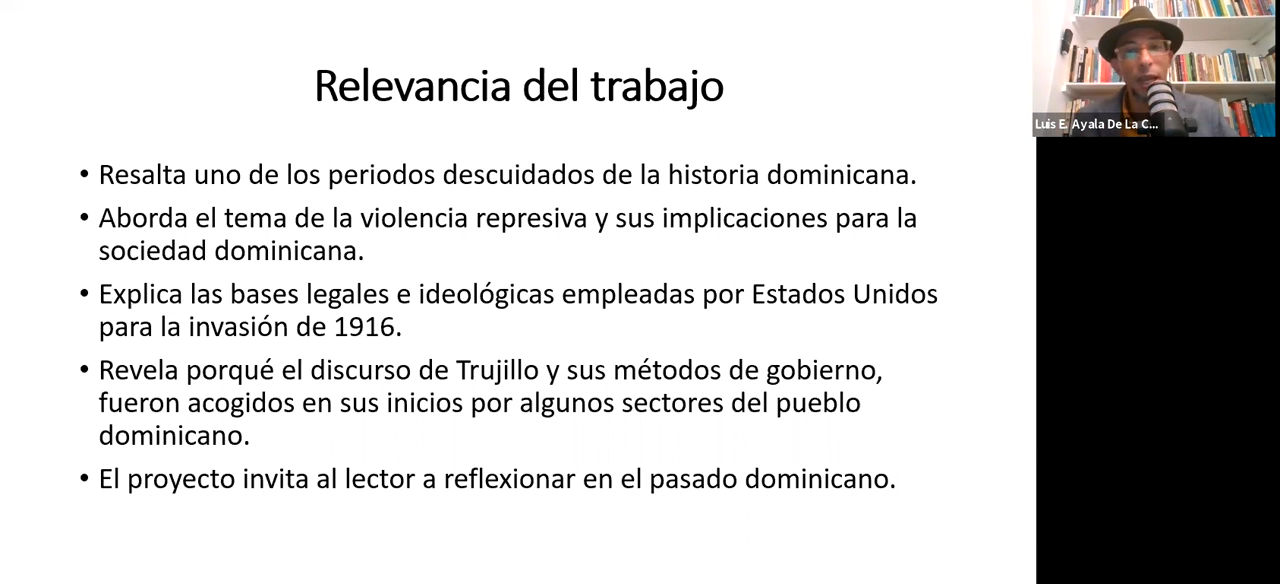 Relevancia del trabajo
• Resalta uno de los periodos descuidados de la historia dominicana.
• Aborda el tema de la violencia represiva y sus implicaciones para la
sociedad dominicana.
• Explica las bases legales e ideológicas empleadas por Estados Unidos
para la invasión de 1916.
• Revela porqué el discurso de Trujillo y sus métodos de gobierno,
fueron acogidos en sus inicios por algunos sectores del pueblo
dominicano.
• El proyecto invita al lector a reflexionar en el pasado dominicano.
Luis E. Ayala De La C...